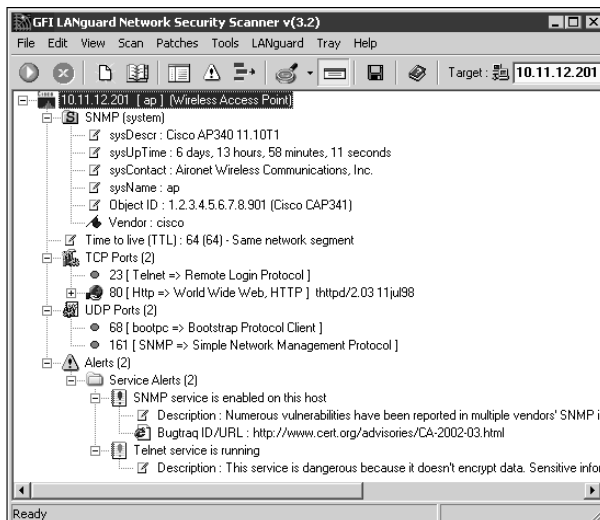 GFI LANguard Network Security Scanner v(3.2)
File Edit View Scan Patches Tools LANguard Tray Help
Target : 10.11.12.201
10.11.12.201 [ ap ] (Wireless Access Point)
SNMP (system)
sysDescr : Cisco AP340 11.10T1
sysUpTime : 6 days, 13 hours, 58 minutes, 11 seconds
sysContact : Aironet Wireless Communications, Inc.
sysName : ap
Object ID : 1.2.3.4.5.6.7.8.901 (Cisco CAP341)
Vendor : cisco
Time to live (TTL) : 64 (64) - Same network segment
TCP Ports (2)
23 [ Telnet => Remote Login Protocol ]
80 [ Http => World Wide Web, HTTP ] thttpd/2.03 11jul98
UDP Ports (2)
68 [ bootpc => Bootstrap Protocol Client ]
161 [ SNMP => Simple Network Management Protocol ]
Alerts (2)
Service Alerts (2)
SNMP service is enabled on this host
Description : Numerous vulnerabilities have been reported in multiple vendors' SNMP i
Bugtraq ID/URL : http://www.cert.org/advisories/CA-2002-03.html
Telnet service is running
Description : This service is dangerous because it doesn't encrypt data. Sensitive infor
Ready